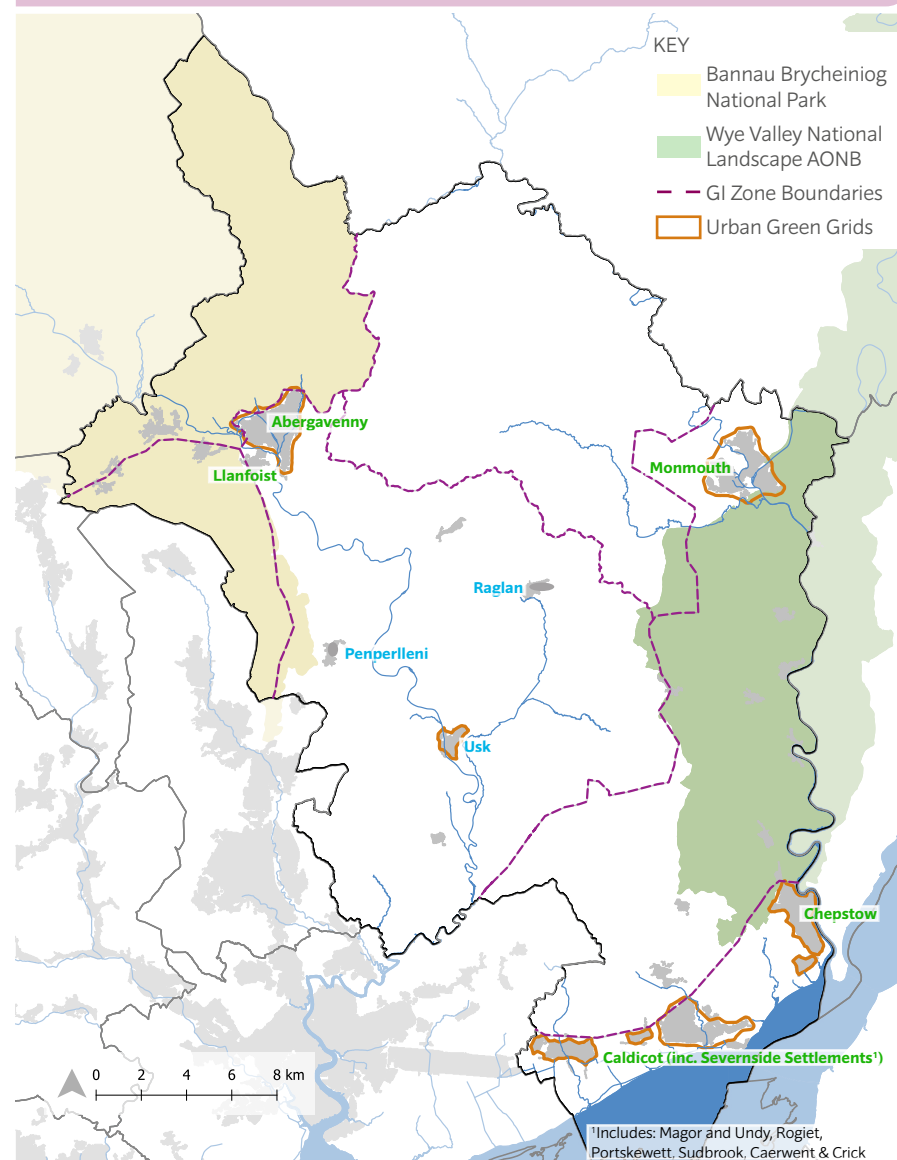 KEY
Bannau Brycheiniog
National Park
Wye Valley National
Landscape AONB
GI Zone Boundaries
Urban Green Grids
Abergavenny
Llanfoist
Monmouth
Raglan
Penperlleni
Usk
Chepstow
Caldicot (inc. Severnside Settlements¹)
0 2 4 6 8 km
¹Includes: Magor and Undy, Rogiet,
Portskewett, Sudbrook, Caerwent & Crick